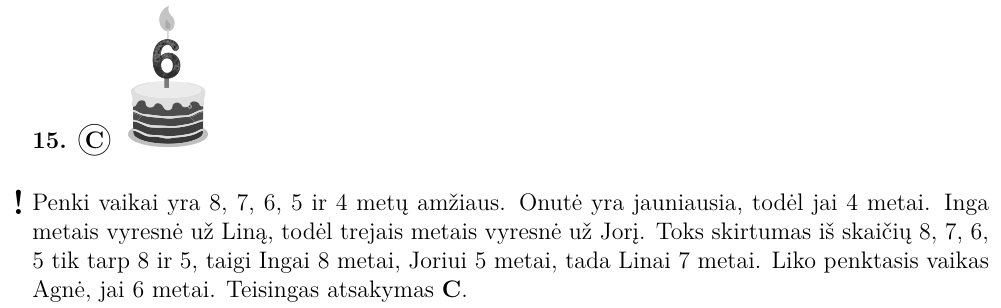 6
15. C
! Penki vaikai yra 8, 7, 6, 5 ir 4 metų amžiaus. Onutė yra jauniausia, todėl jai 4 metai. Inga
metais vyresnė už Liną, todėl trejais metais vyresnė už Jorį. Toks skirtumas iš skaičių 8, 7, 6,
5 tik tarp 8 ir 5, taigi Ingai 8 metai, Joriui 5 metai, tada Linai 7 metai. Liko penktasis vaikas
Agnė, jai 6 metai. Teisingas atsakymas C.